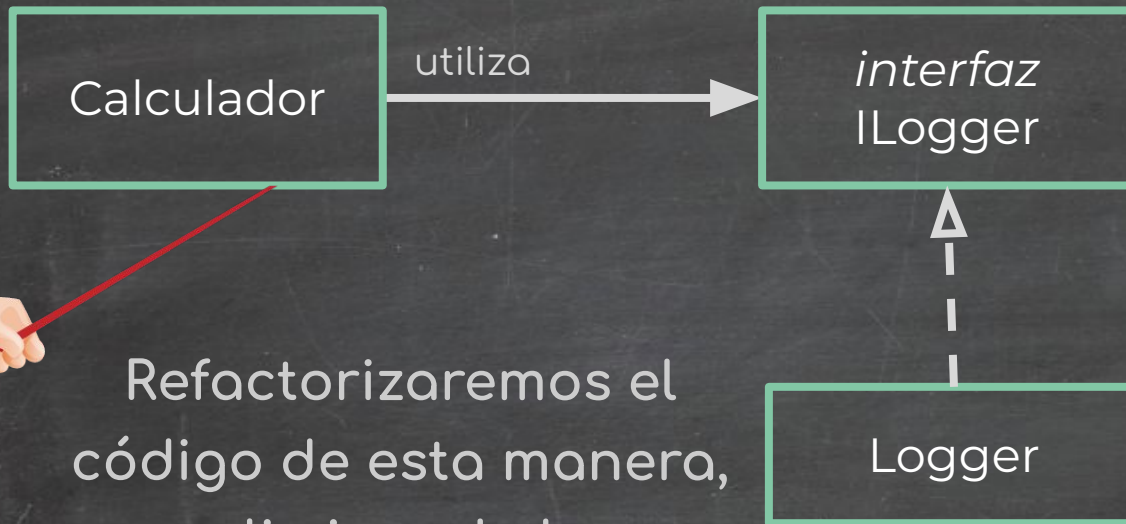 Calculador
utiliza
interfaz
ILogger
Refactorizaremos el
código de esta manera,
Logger